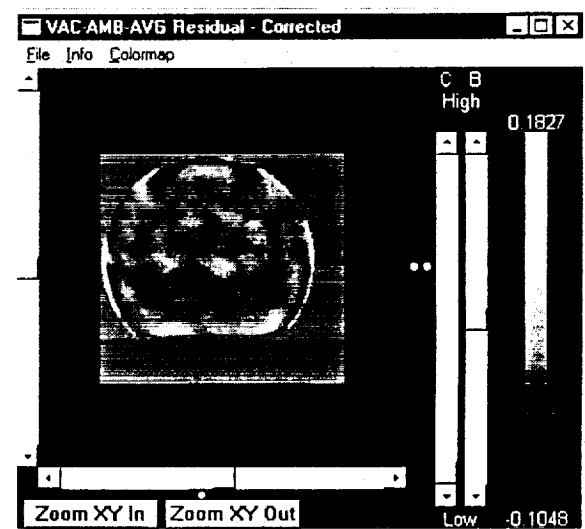 VAC-AMB-AVG Residual - Corrected
File Info Colormap
C B
High
0.1827
Zoom XY In Zoom XY Out
Low -0.1048